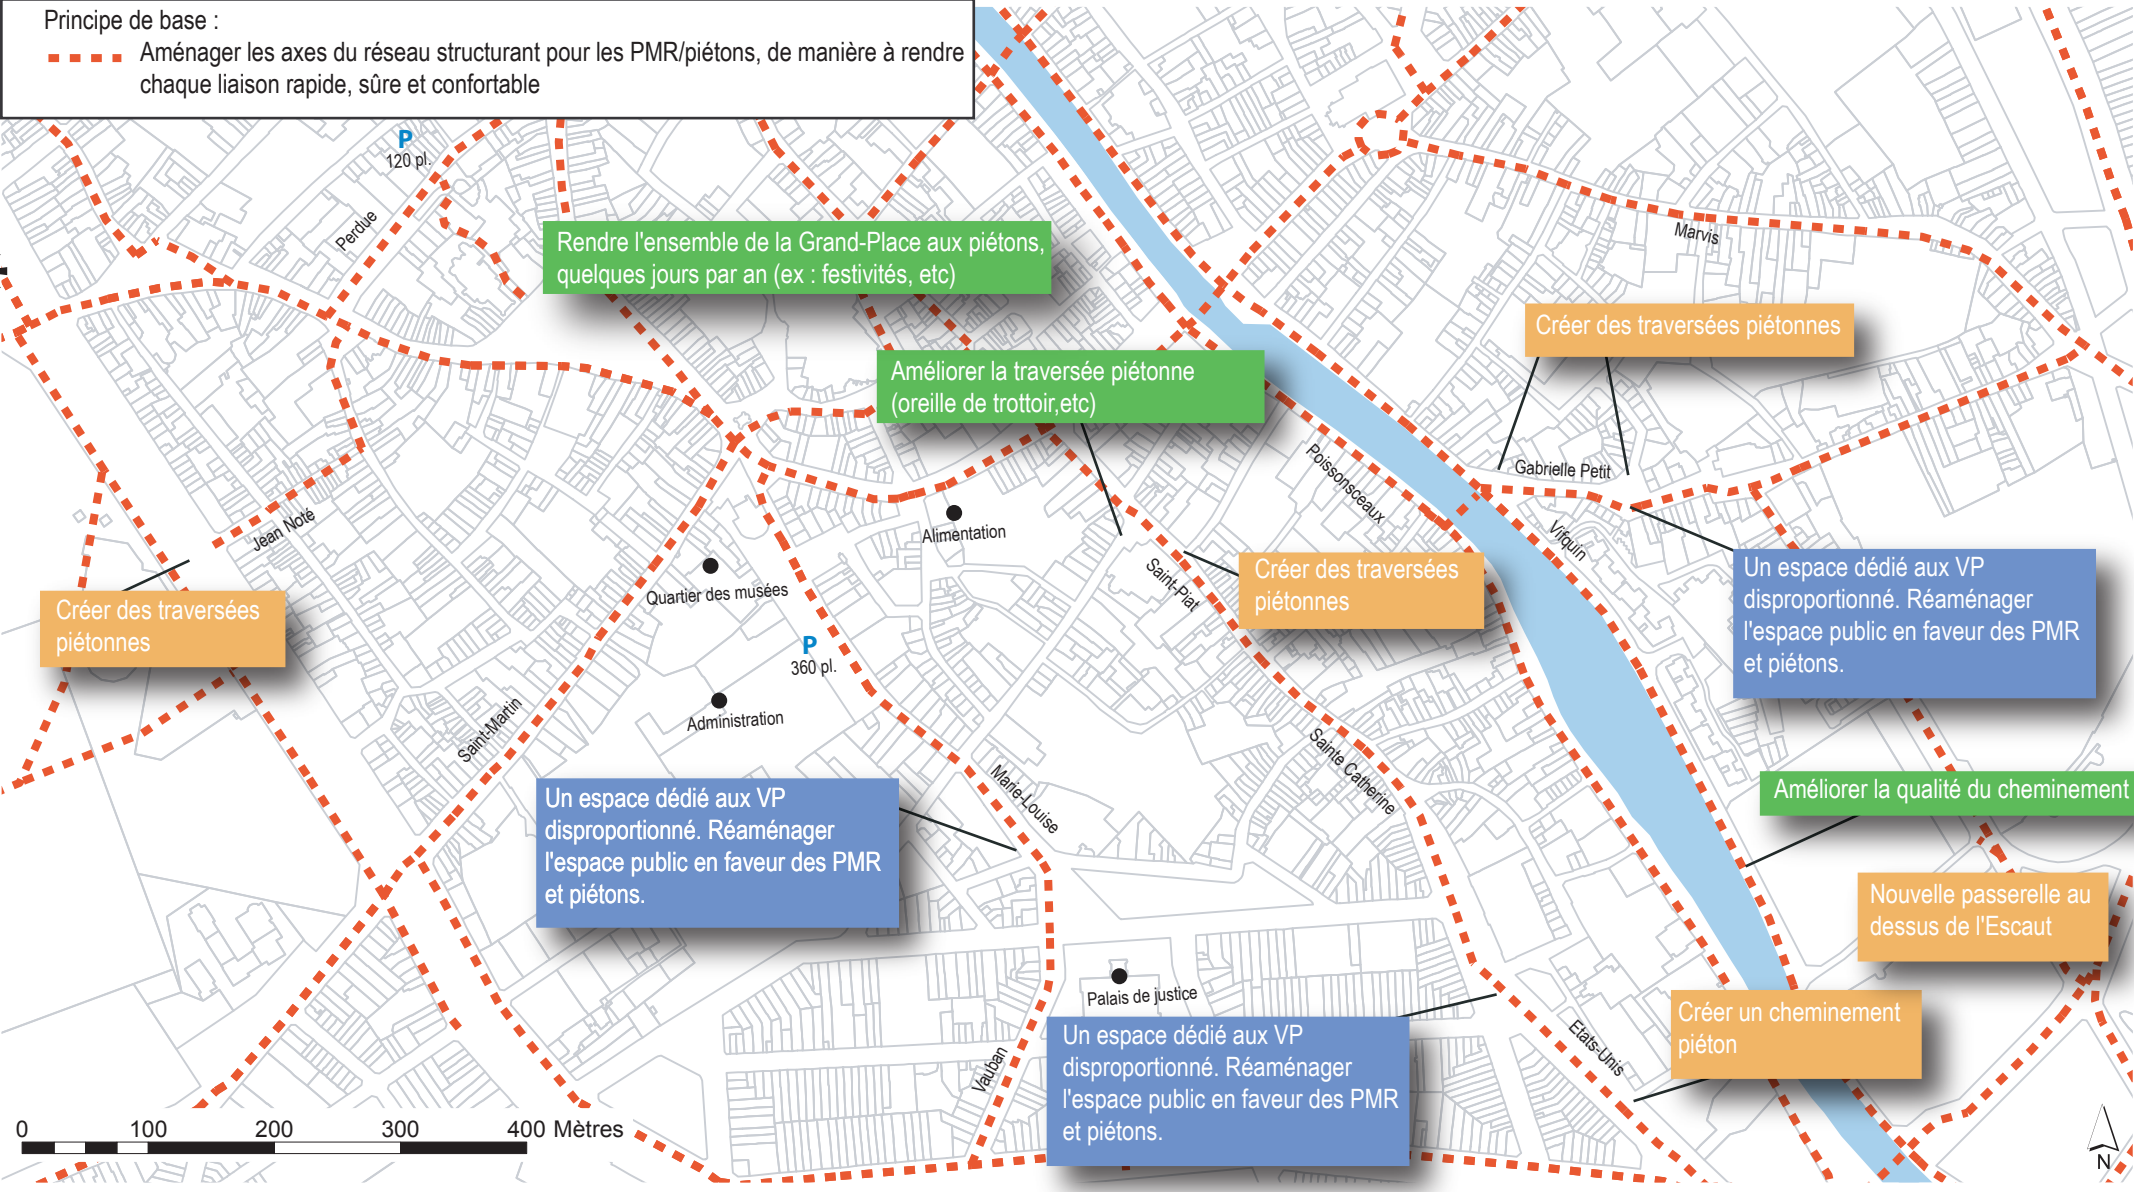 Principe de base :
Aménager les axes du réseau structurant pour les PMR/piétons, de manière à rendre
chaque liaison rapide, sûre et confortable
P
120 pl.
Perdue
Rendre l'ensemble de la Grand-Place aux piétons,
quelques jours par an (ex : festivités, etc)
Marvis
Créer des traversées piétonnes
Améliorer la traversée piétonne
(oreille de trottoir,etc)
Gabrielle Petit
Poissonsceaux
Vifquin
Jean Noté
Alimentation
Quartier des musées
Saint-Piat
Créer des traversées
piétonnes
Un espace dédié aux VP
disproportionné. Réaménager
l'espace public en faveur des PMR
et piétons.
Créer des traversées
piétonnes
P
360 pl.
Administration
Saint-Martin
Sainte Catherine
Marie-Louise
Un espace dédié aux VP
disproportionné. Réaménager
l'espace public en faveur des PMR
et piétons.
Améliorer la qualité du cheminement
Nouvelle passerelle au
dessus de l'Escaut
Palais de justice
Créer un cheminement
piéton
Etats-Unis
Vauban
Un espace dédié aux VP
disproportionné. Réaménager
l'espace public en faveur des PMR
et piétons.
0 100 200 300 400 Mètres
N